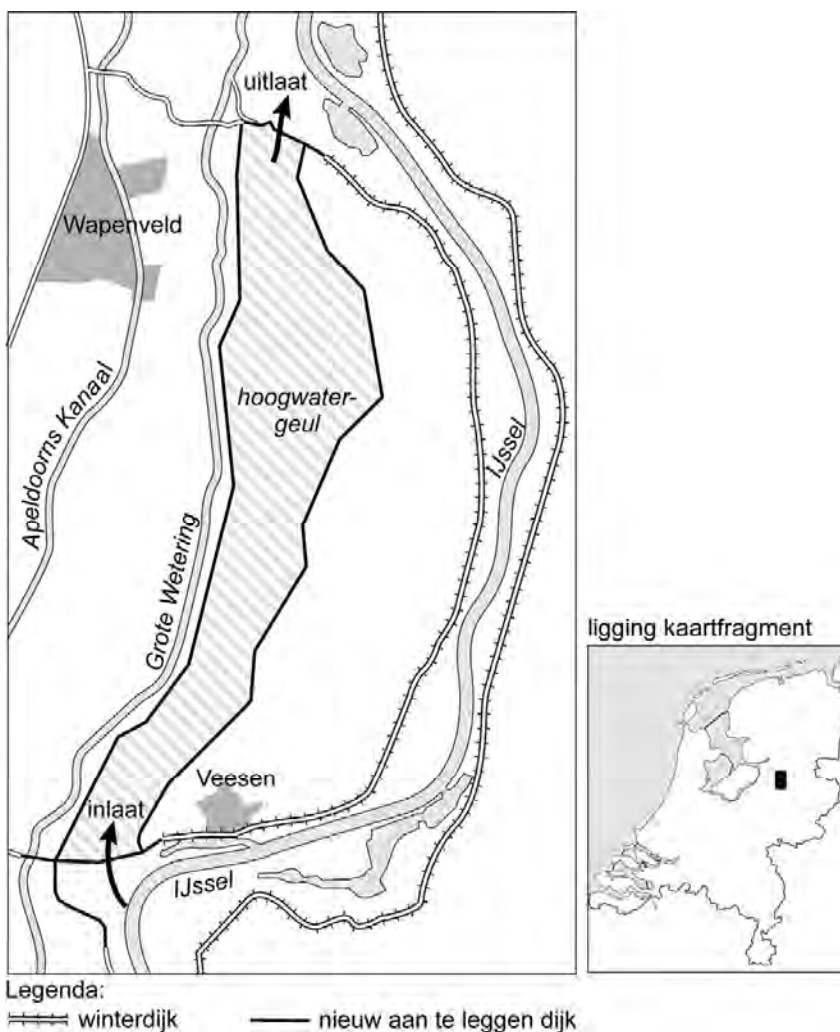 uitlaat
Wapenveld
hoogwater-
geul
Apeldoorns Kanaal
IJssel
Grote Wetering
ligging kaartfragment
Veesen
inlaat
IJssel
Legenda:
winterdijk
nieuw aan te leggen dijk